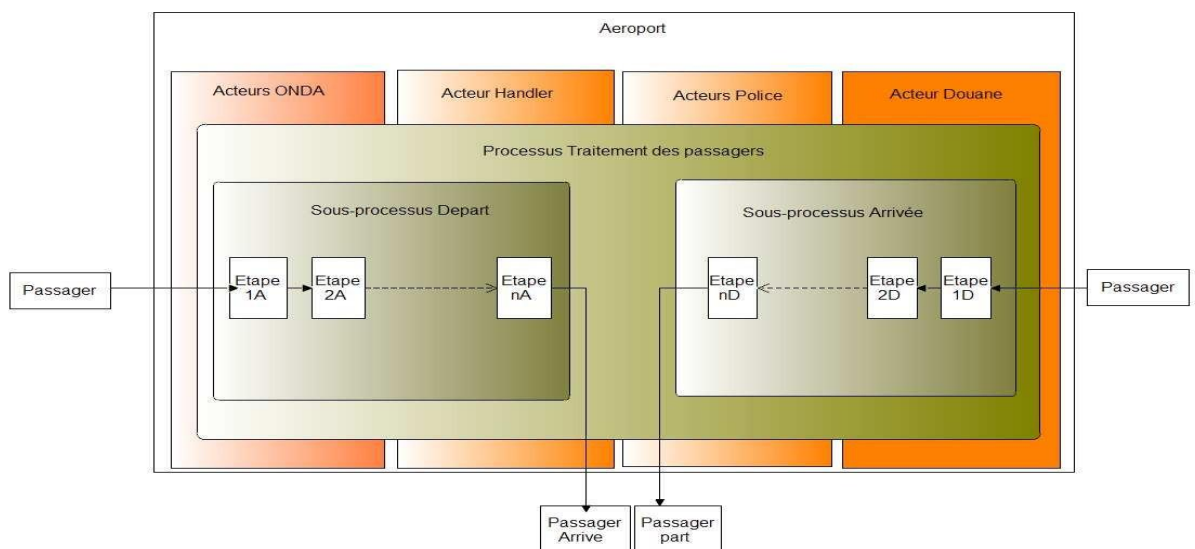 Aeroport
Acteurs ONDA
Acteur Handler
Acteurs Police
Acteur Douane
Processus Traitement des passagers
Sous-processus Depart
Sous-processus Arrivée
Passager
Etape
1A
Etape
2A
Etape
nA
Etape
nD
Etape
2D
Etape
1D
Passager
Passager
Arrive
Passager
part